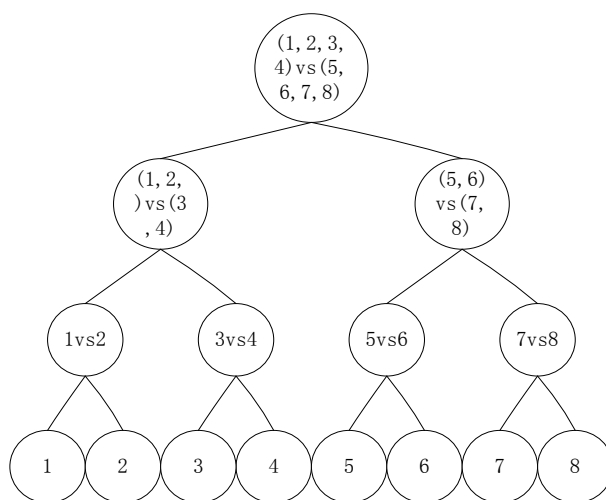 (1, 2, 3,
4)vs(5,
6, 7, 8)
(1, 2,
)vs(3
, 4)
(5, 6)
vs(7,
8)
1vs2
3vs4
5vs6
7vs8
1
2
3
4
5
6
7
8